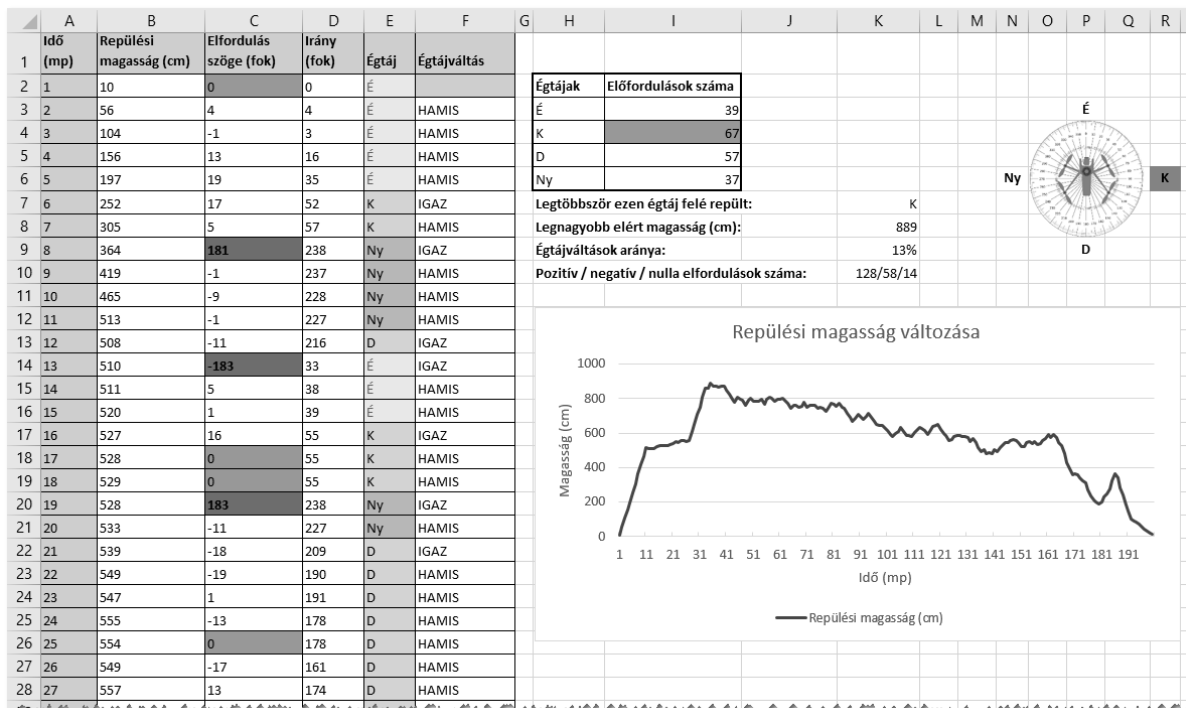 A B C D E F G H I J K L M N O P Q R
Idő Repülési Elfordulás Irány
1 (mp) magasság (cm) szöge (fok) (fok) Égtáj Égtájváltás
2 1 10 0 0 É Égtájak Előfordulások száma
3 2 56 4 4 É HAMIS É 39 É
4 3 104 -1 3 É HAMIS K 67
5 4 156 13 16 É HAMIS D 57
6 5 197 19 35 É HAMIS Ny 37 Ny K
7 6 252 17 52 K IGAZ Legtöbbször ezen égtáj felé repült: K
8 7 305 5 57 K HAMIS Legnagyobb elért magasság (cm): 889
9 8 364 181 238 Ny IGAZ Égtájváltások aránya: 13% D
10 9 419 -1 237 Ny HAMIS Pozitív / negatív / nulla elfordulások száma: 128/58/14
11 10 465 -9 228 Ny HAMIS
12 11 513 -1 227 Ny HAMIS
13 12 508 -11 216 D IGAZ
14 13 510 -183 33 É IGAZ
15 14 511 5 38 É HAMIS
16 15 520 1 39 É HAMIS
17 16 527 16 55 K IGAZ
18 17 528 0 55 K HAMIS
19 18 529 0 55 K HAMIS
20 19 528 183 238 Ny IGAZ
21 20 533 -11 227 Ny HAMIS
22 21 539 -18 209 D IGAZ
23 22 549 -19 190 D HAMIS
24 23 547 1 191 D HAMIS
25 24 555 -13 178 D HAMIS
26 25 554 0 178 D HAMIS
27 26 549 -17 161 D HAMIS
28 27 557 13 174 D HAMIS
Repülési magasság változása
1000
800
600
400
200
0
Magasság (cm)
1 11 21 31 41 51 61 71 81 91 101 111 121 131 141 151 161 171 181 191
Idő (mp)
Repülési magasság (cm)